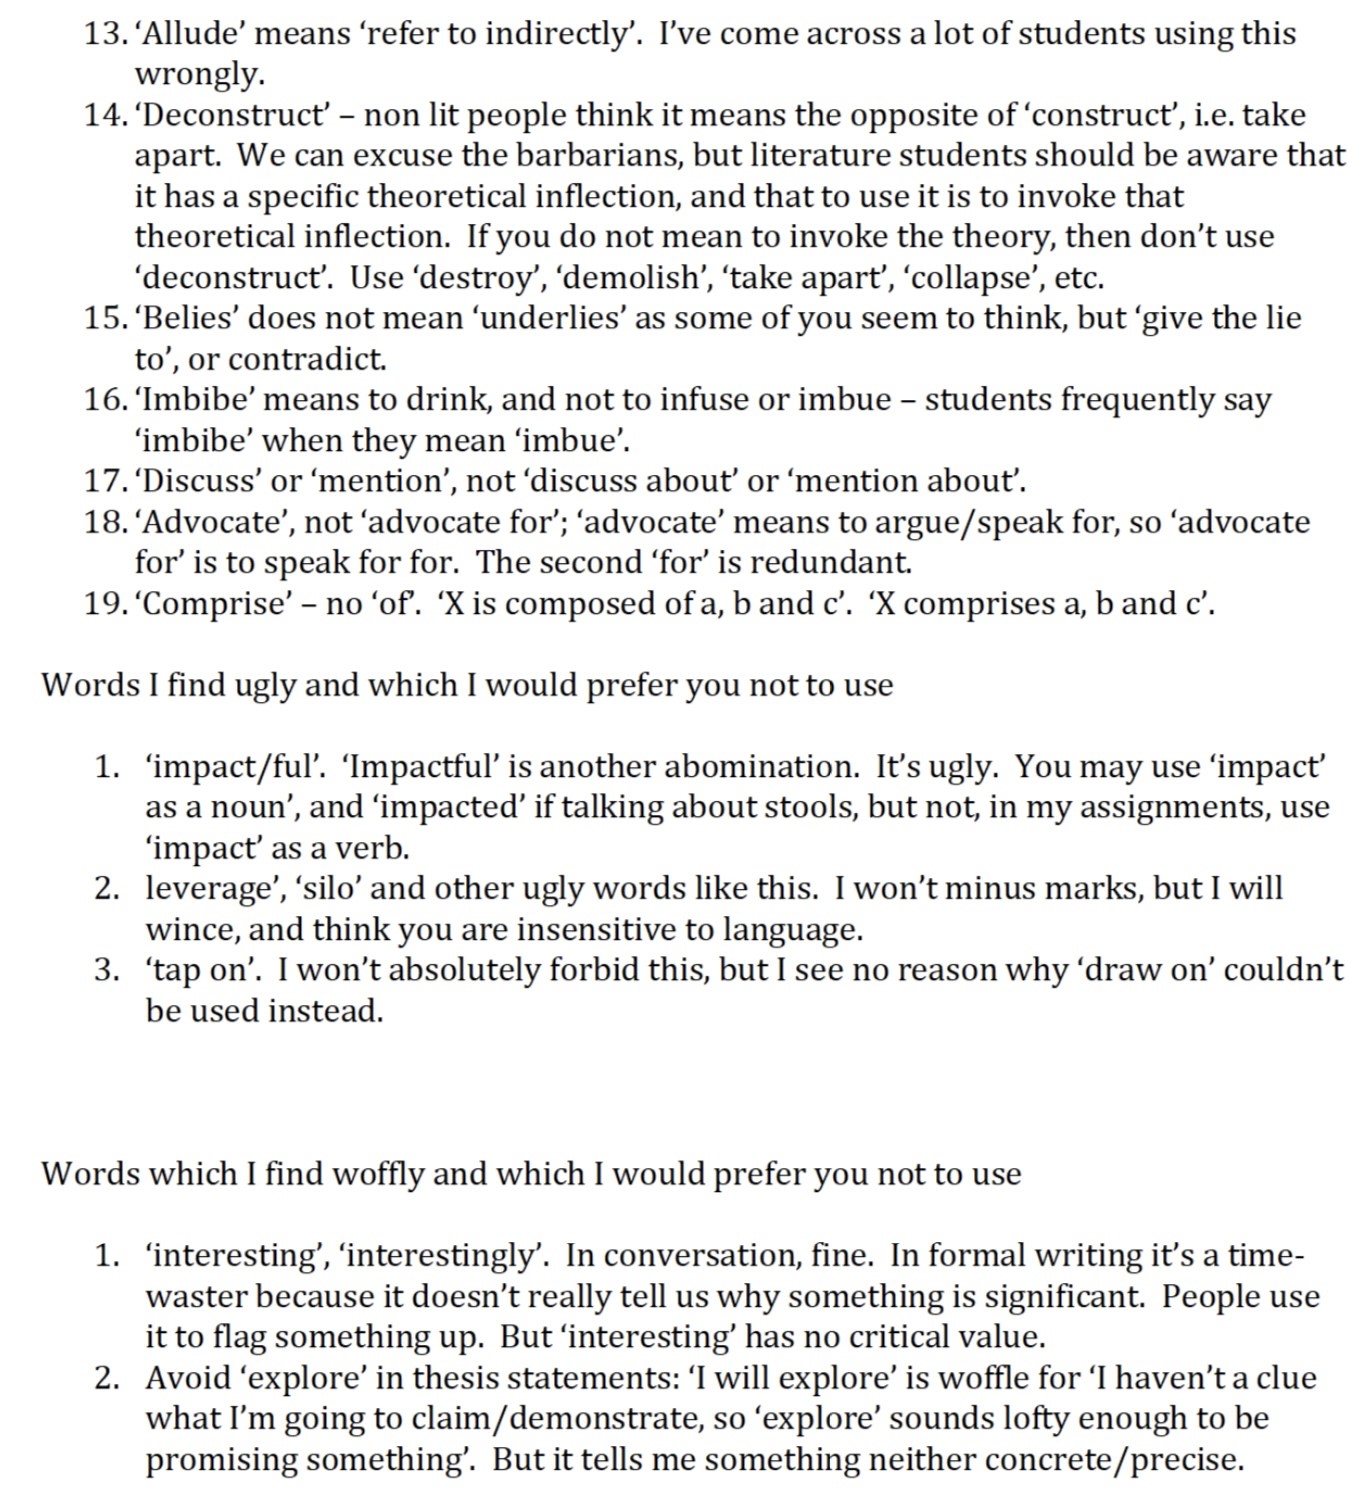 13. ‘Allude’ means ‘refer to indirectly’.  I’ve come across a lot of students using this
wrongly.
14. ‘Deconstruct’ – non lit people think it means the opposite of ‘construct’, i.e. take
apart.  We can excuse the barbarians, but literature students should be aware that
it has a specific theoretical inflection, and that to use it is to invoke that
theoretical inflection.  If you do not mean to invoke the theory, then don’t use
‘deconstruct’.  Use ‘destroy’, ‘demolish’, ‘take apart’, ‘collapse’, etc.
15. ‘Belies’ does not mean ‘underlies’ as some of you seem to think, but ‘give the lie
to’, or contradict.
16. ‘Imbibe’ means to drink, and not to infuse or imbue – students frequently say
‘imbibe’ when they mean ‘imbue’.
17. ‘Discuss’ or ‘mention’, not ‘discuss about’ or ‘mention about’.
18. ‘Advocate’, not ‘advocate for’; ‘advocate’ means to argue/speak for, so ‘advocate
for’ is to speak for for.  The second ‘for’ is redundant.
19. ‘Comprise’ – no ‘of’.  ‘X is composed of a, b and c’.  ‘X comprises a, b and c’.
Words I find ugly and which I would prefer you not to use
1. ‘impact/ful’.  ‘Impactful’ is another abomination.  It’s ugly.  You may use ‘impact’
as a noun’, and ‘impacted’ if talking about stools, but not, in my assignments, use
‘impact’ as a verb.
2. leverage’, ‘silo’ and other ugly words like this.  I won’t minus marks, but I will
wince, and think you are insensitive to language.
3. ‘tap on’.  I won’t absolutely forbid this, but I see no reason why ‘draw on’ couldn’t
be used instead.
Words which I find woffly and which I would prefer you not to use
1. ‘interesting’, ‘interestingly’.  In conversation, fine.  In formal writing it’s a time-
waster because it doesn’t really tell us why something is significant.  People use
it to flag something up.  But ‘interesting’ has no critical value.
2. Avoid ‘explore’ in thesis statements: ‘I will explore’ is woffle for ‘I haven’t a clue
what I’m going to claim/demonstrate, so ‘explore’ sounds lofty enough to be
promising something’.  But it tells me something neither concrete/precise.